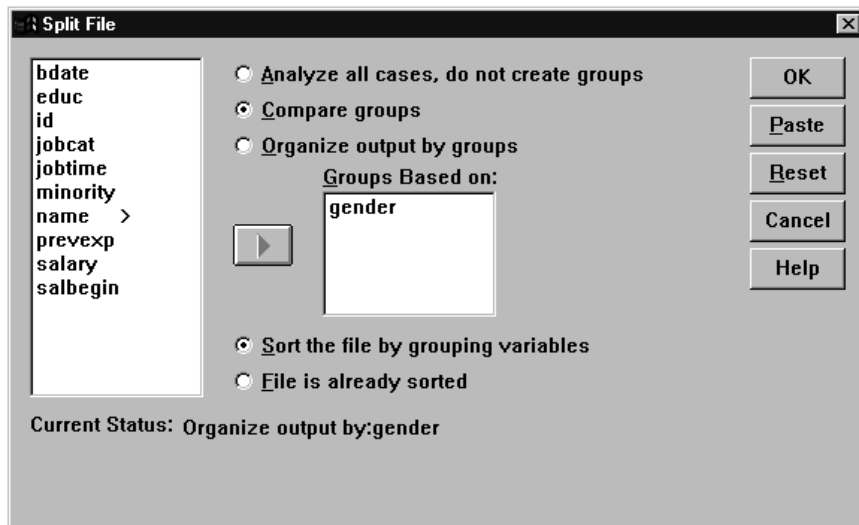 Split File
bdate
educ
id
jobcat
jobtime
minority
name >
prevexp
salary
salbegin
Analyze all cases, do not create groups
Compare groups
Organize output by groups
Groups Based on:
gender
Sort the file by grouping variables
File is already sorted
OK
Paste
Reset
Cancel
Help
Current Status: Organize output by:gender